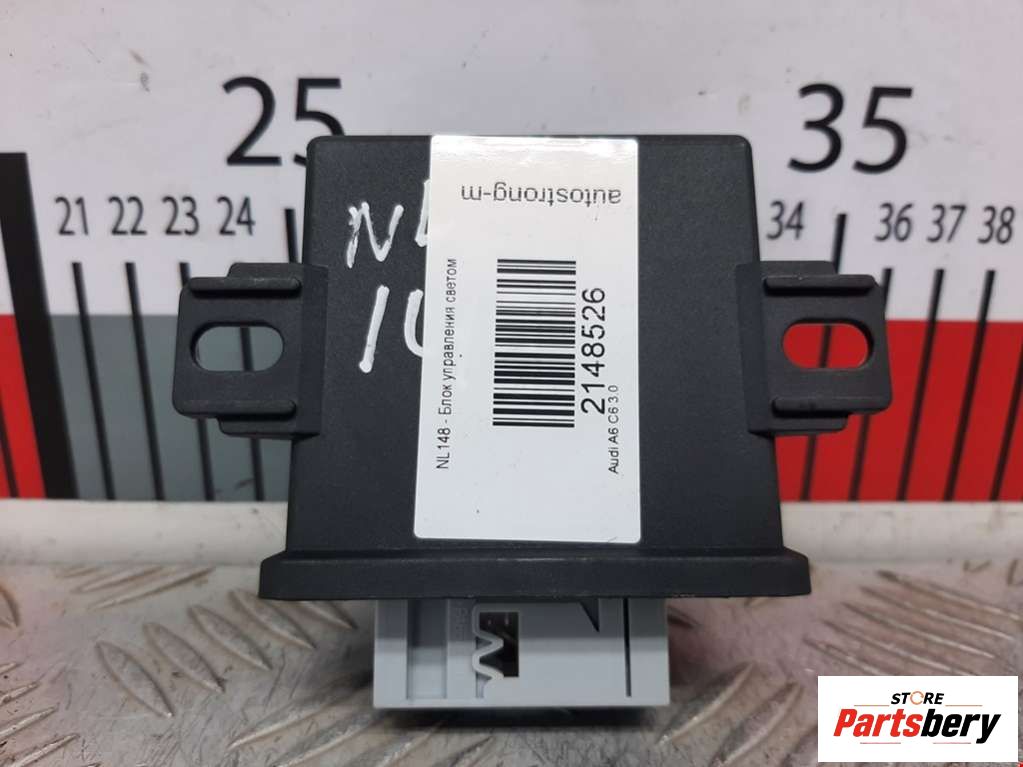 25
35
21 22 23 24
34 36 37 38
autostrong-m
NL148 - Блок управления светом
21148526
Audi A6 C6 3.0
STORE
Partsbery